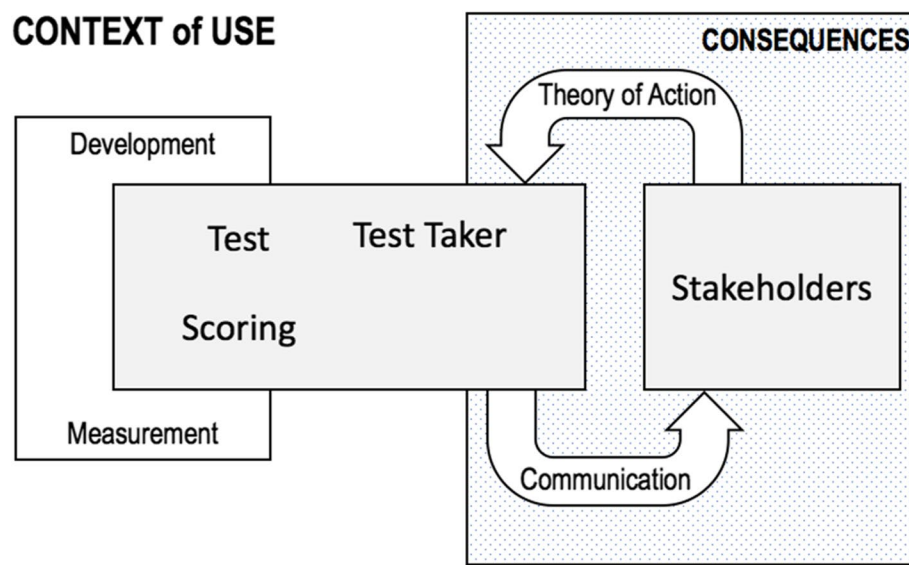 CONTEXT of USE
CONSEQUENCES
Theory of Action
Development
Test
Test Taker
Scoring
Stakeholders
Measurement
Communication